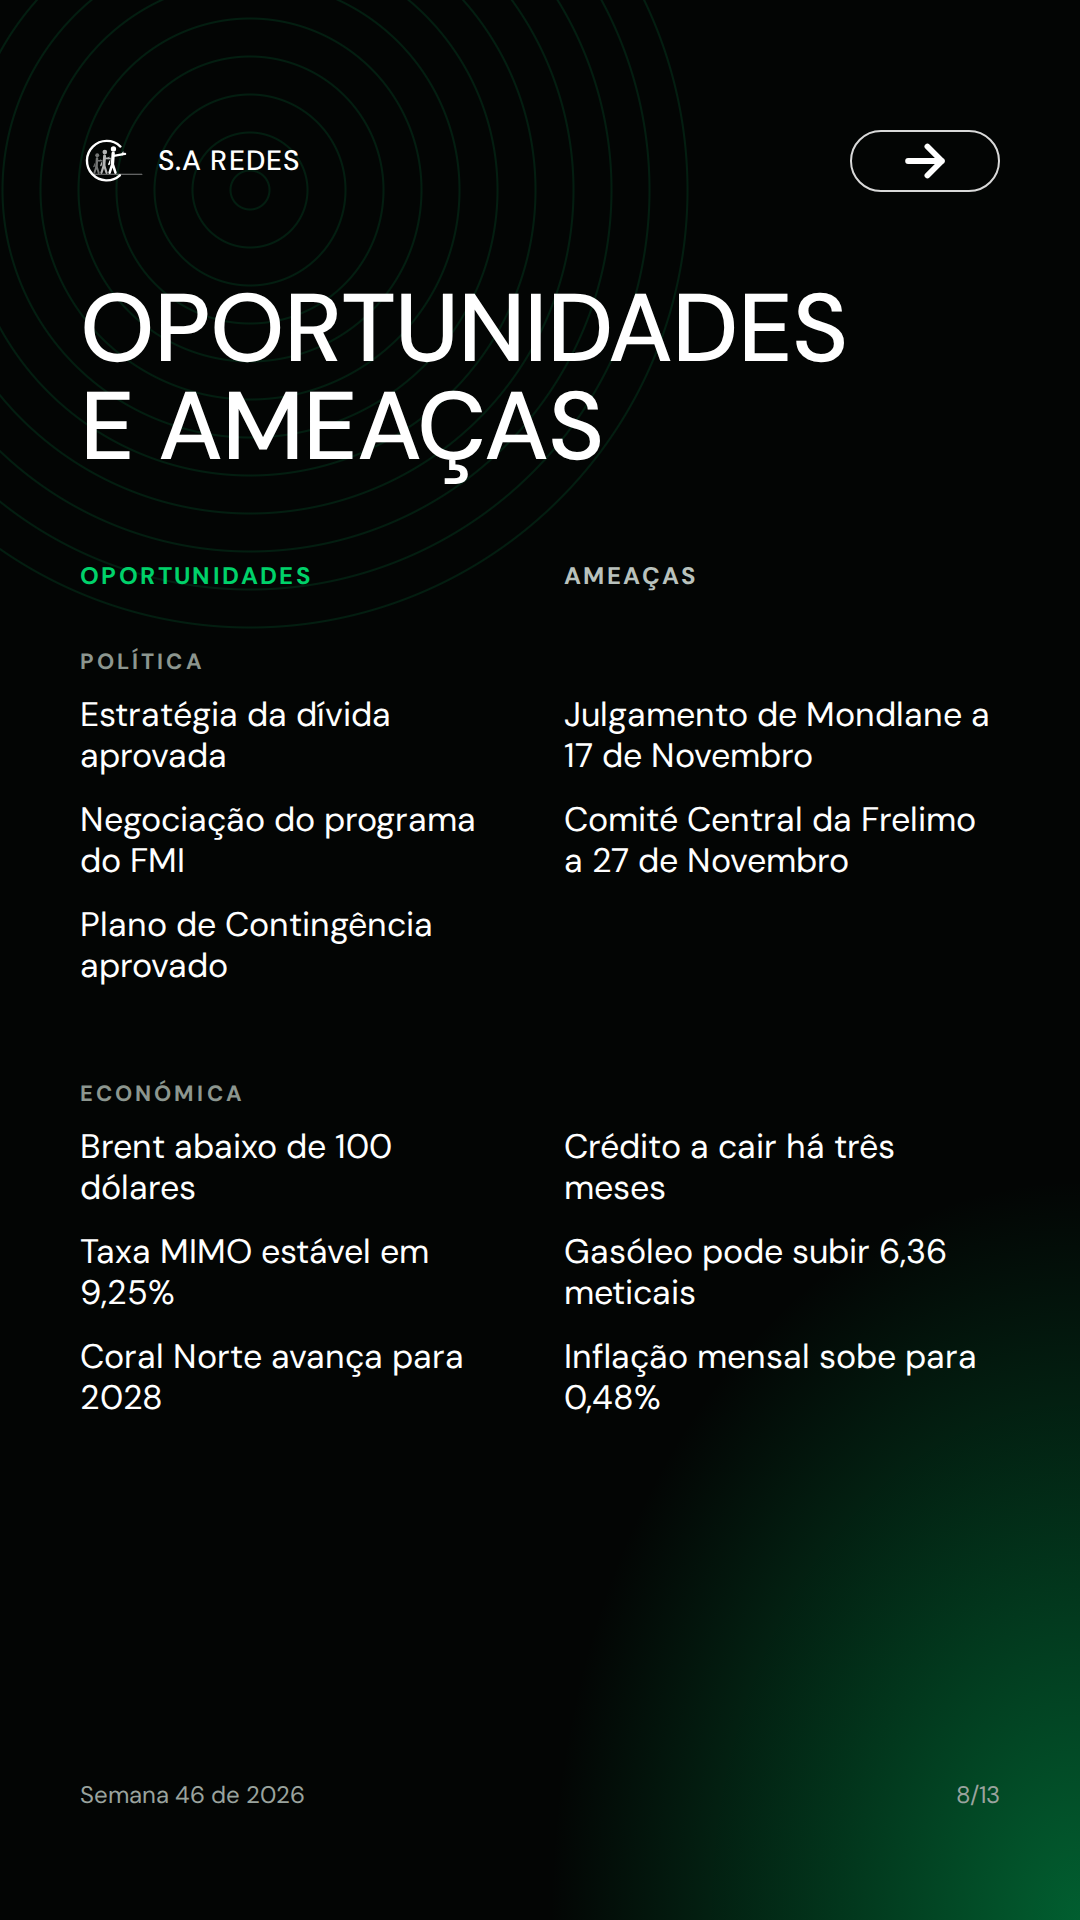 S.A REDES
OPORTUNIDADES
E AMEAÇAS
OPORTUNIDADES
AMEAÇAS
POLÍTICA
Estratégia da dívida
aprovada
Negociação do programa
do FMI
Plano de Contingência
aprovado
Julgamento de Mondlane a
17 de Novembro
Comité Central da Frelimo
a 27 de Novembro
ECONÓMICA
Brent abaixo de 100
dólares
Taxa MIMO estável em
9,25%
Coral Norte avança para
2028
Crédito a cair há três
meses
Gasóleo pode subir 6,36
meticais
Inflação mensal sobe para
0,48%
Semana 46 de 2026
8/13